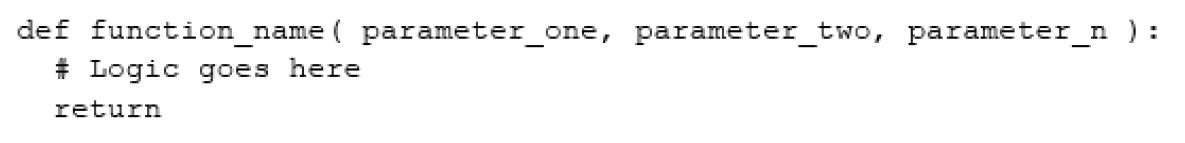 def function_name( parameter_one, parameter_two, parameter_n ):
  # Logic goes here
  return